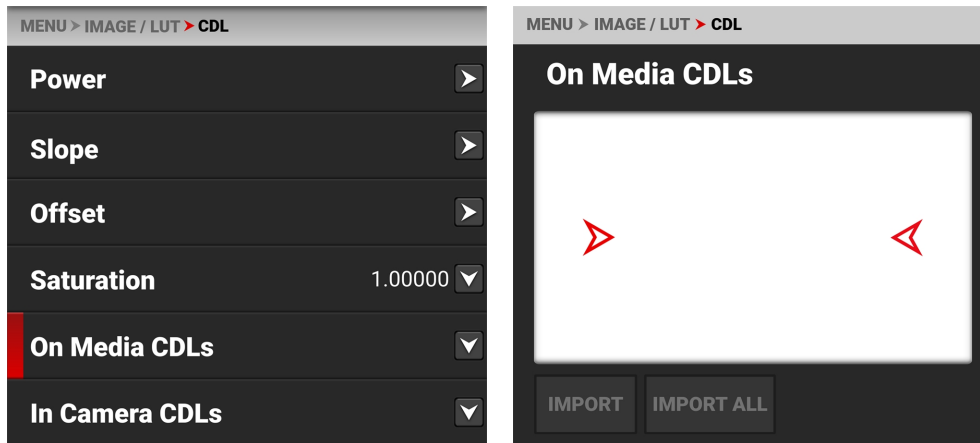 MENU > IMAGE / LUT > CDL
Power
Slope
Offset
Saturation 1.00000
On Media CDLs
In Camera CDLs
MENU > IMAGE / LUT > CDL
On Media CDLs
IMPORT IMPORT ALL